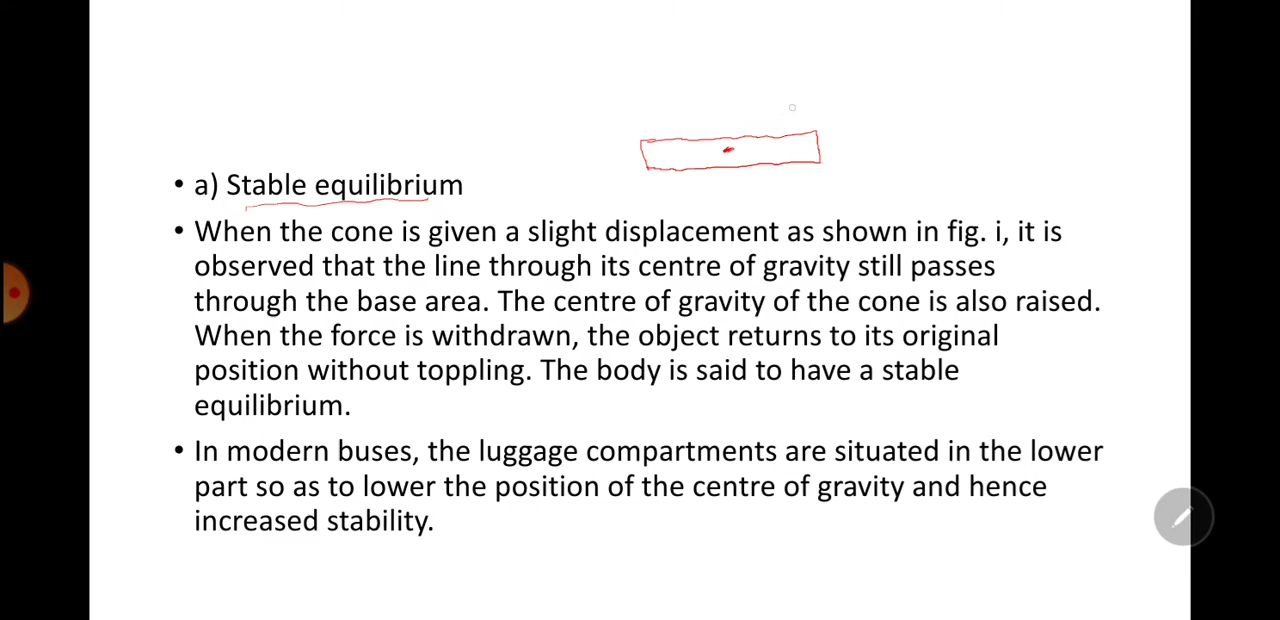 • a) Stable equilibrium
• When the cone is given a slight displacement as shown in fig. i, it is
observed that the line through its centre of gravity still passes
through the base area. The centre of gravity of the cone is also raised.
When the force is withdrawn, the object returns to its original
position without toppling. The body is said to have a stable
equilibrium.
• In modern buses, the luggage compartments are situated in the lower
part so as to lower the position of the centre of gravity and hence
increased stability.